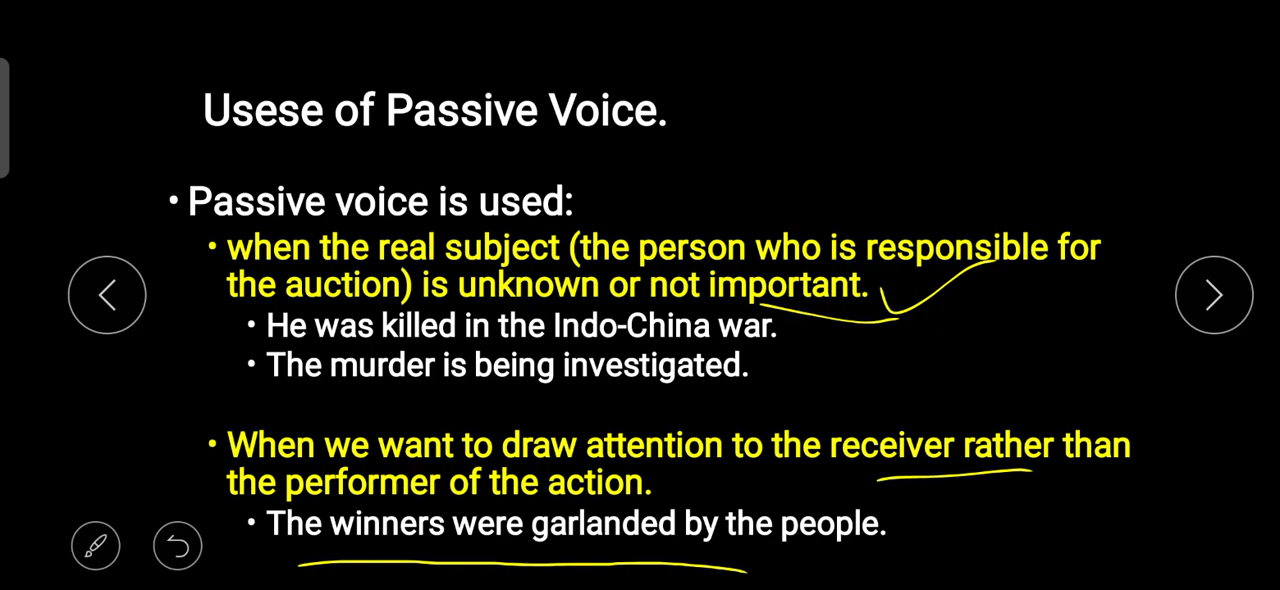 Usese of Passive Voice.
• Passive voice is used:
• when the real subject (the person who is responsible for
the auction) is unknown or not important.
• He was killed in the Indo-China war.
• The murder is being investigated.
• When we want to draw attention to the receiver rather than
the performer of the action.
• The winners were garlanded by the people.